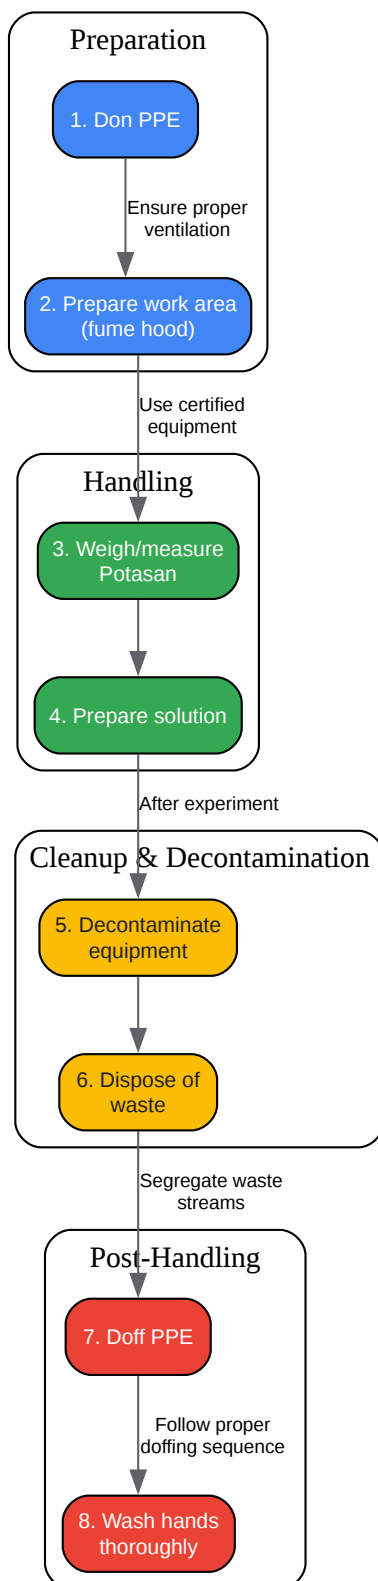 Preparation
1. Don PPE
Ensure proper
ventilation
2. Prepare work area
(fume hood)
Use certified
equipment
Handling
3. Weigh/measure
Potasan
4. Prepare solution
After experiment
Cleanup & Decontamination
5. Decontaminate
equipment
6. Dispose of
waste
Segregate waste
streams
Post-Handling
7. Doff PPE
Follow proper
doffing sequence
8. Wash hands
thoroughly